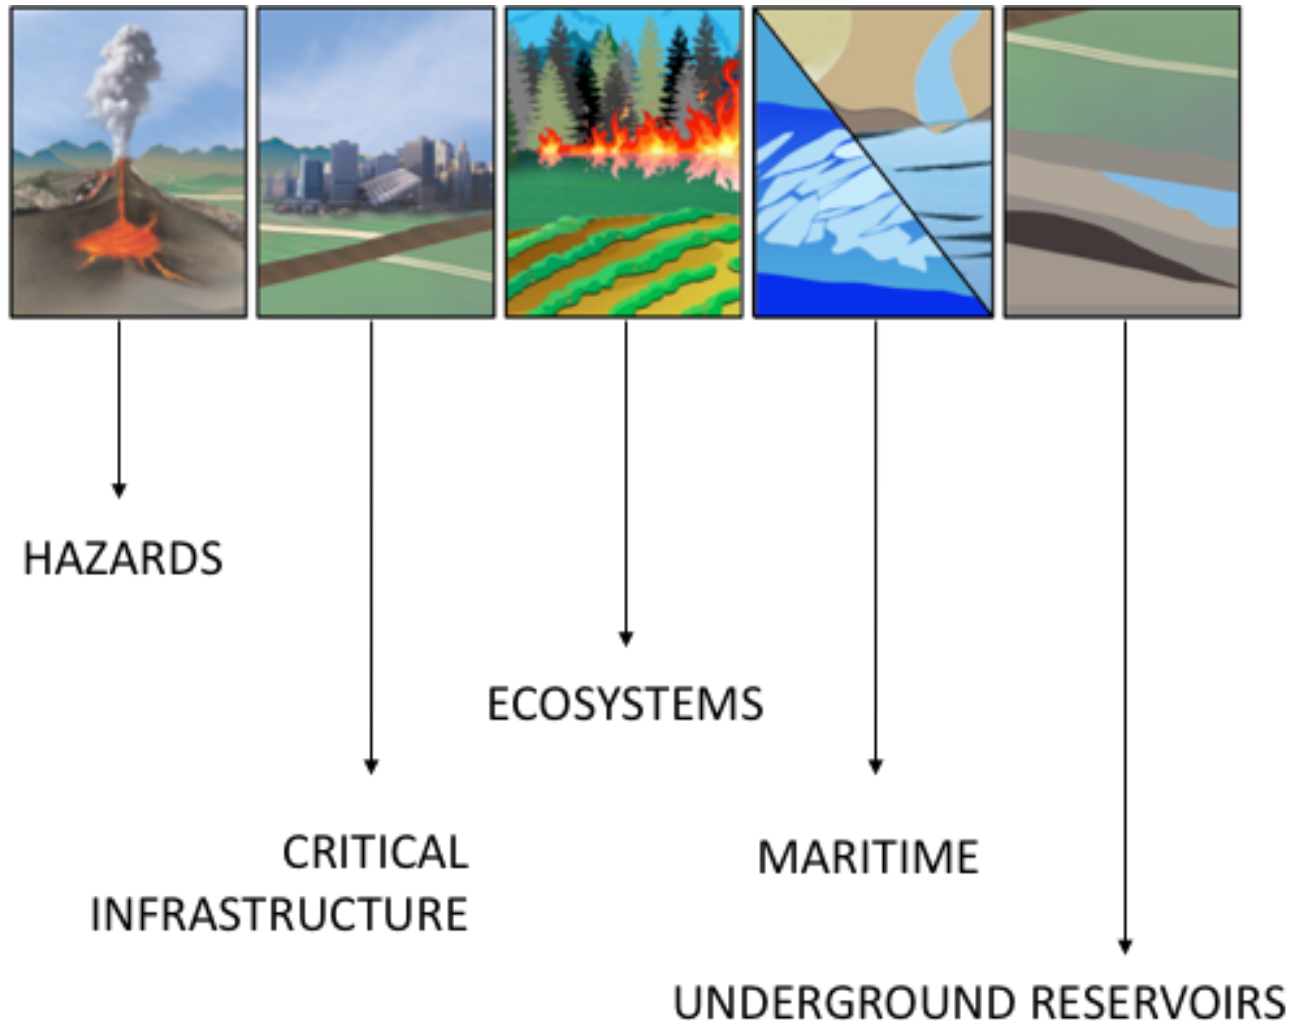 HAZARDS
ECOSYSTEMS
CRITICAL
INFRASTRUCTURE
MARITIME
UNDERGROUND RESERVOIRS